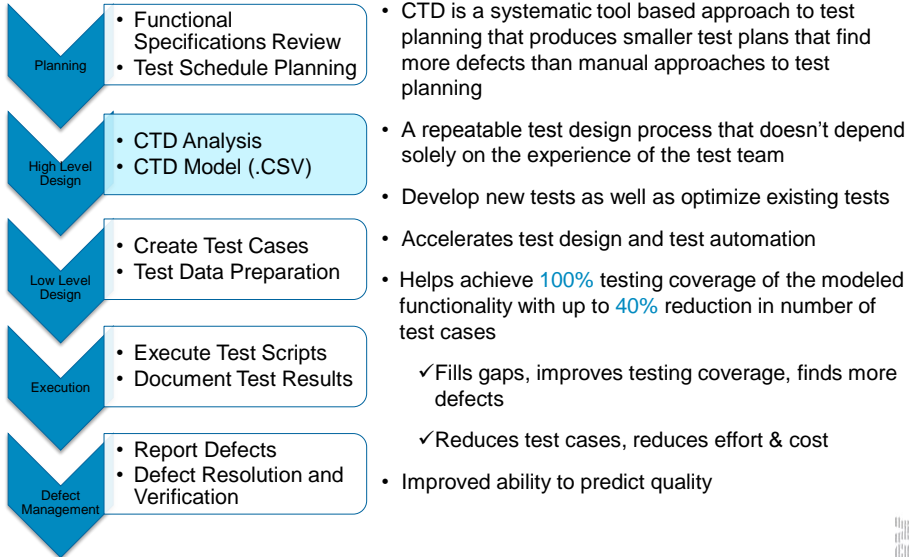 Planning
• Functional
Specifications Review
• Test Schedule Planning
High Level
Design
• CTD Analysis
• CTD Model (.CSV)
Low Level
Design
• Create Test Cases
• Test Data Preparation
Execution
• Execute Test Scripts
• Document Test Results
Defect
Management
• Report Defects
• Defect Resolution and
Verification
• CTD is a systematic tool based approach to test
planning that produces smaller test plans that find
more defects than manual approaches to test
planning
• A repeatable test design process that doesn’t depend
solely on the experience of the test team
• Develop new tests as well as optimize existing tests
• Accelerates test design and test automation
• Helps achieve 100% testing coverage of the modeled
functionality with up to 40% reduction in number of
test cases
✓Fills gaps, improves testing coverage, finds more
defects
✓Reduces test cases, reduces effort & cost
• Improved ability to predict quality